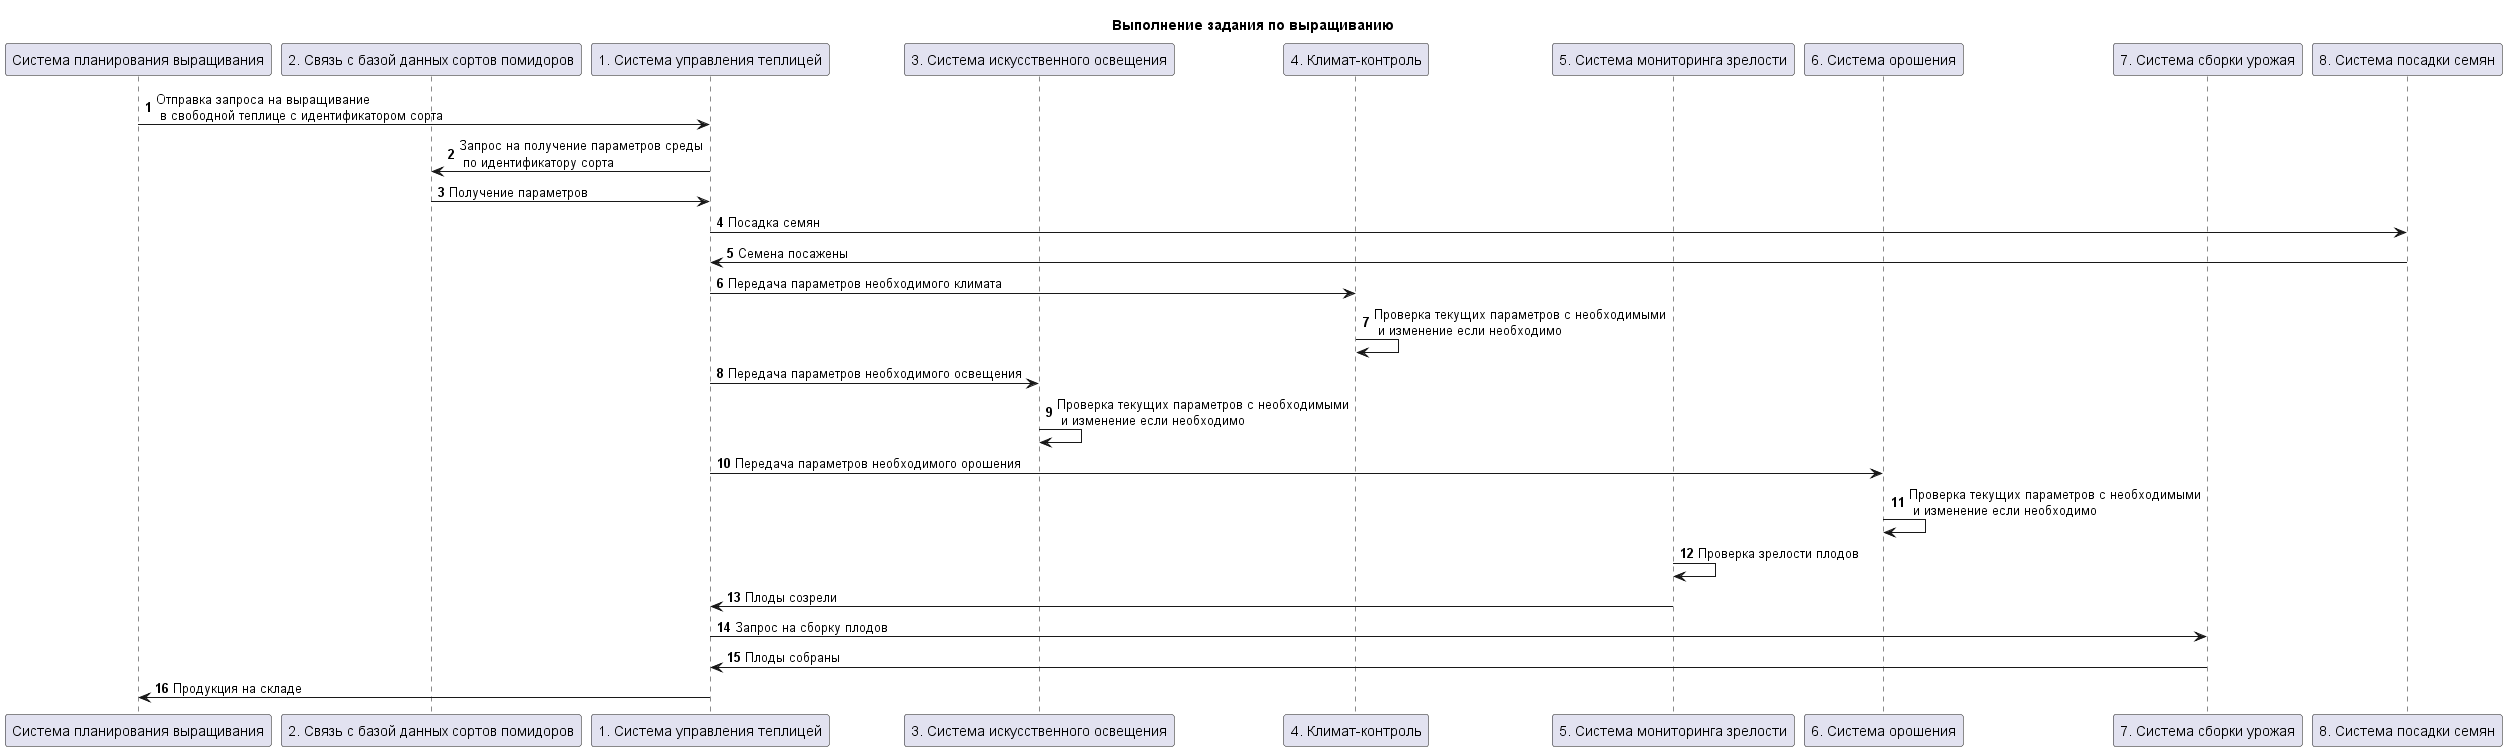 Выполнение задания по выращиванию
Система планирования выращивания
2. Связь с базой данных сортов помидоров
1. Система управления теплицей
3. Система искусственного освещения
4. Климат-контроль
5. Система мониторинга зрелости
6. Система орошения
7. Система сборки урожая
8. Система посадки семян
1 Отправка запроса на выращивание
в свободной теплице с идентификатором сорта
2 Запрос на получение параметров среды
по идентификатору сорта
3 Получение параметров
4 Посадка семян
5 Семена посажены
6 Передача параметров необходимого климата
7 Проверка текущих параметров с необходимыми
и изменение если необходимо
8 Передача параметров необходимого освещения
9 Проверка текущих параметров с необходимыми
и изменение если необходимо
10 Передача параметров необходимого орошения
11 Проверка текущих параметров с необходимыми
и изменение если необходимо
12 Проверка зрелости плодов
13 Плоды созрели
14 Запрос на сборку плодов
15 Плоды собраны
16 Продукция на складе
Система планирования выращивания
2. Связь с базой данных сортов помидоров
1. Система управления теплицей
3. Система искусственного освещения
4. Климат-контроль
5. Система мониторинга зрелости
6. Система орошения
7. Система сборки урожая
8. Система посадки семян